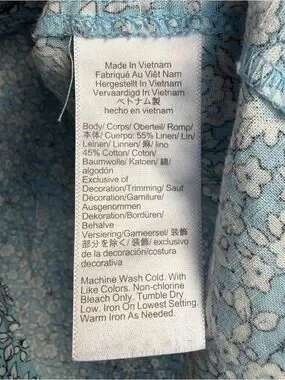 Made In Vietnam
Fabriqué Au Viêt Nam
Hergestellt In Vietnam
Vervaardigd In Vietnam
ベトナム製
hecho en vietnam
Body/ Corps/ Oberteil/ Romp/
本体/ Cuerpo: 55% Linen/ Lin/
Leinen/ Linnen/ 麻/ lino
45% Cotton/ Coton/
Baumwolle/ Katoen/ 綿/
algodón
Exclusive of
Decoration/Trimming/ Sauf
Décoration/Garniture/
Ausgenommen
Dekoration/Bordüren/
Behalve
Versiering/Gameersel/ 装飾
部分を除く/ 装飾/ exclusivo
de la decoración/costura
decorativa
Machine Wash Cold. With
Like Colors. Non-chlorine
Bleach Only. Tumble Dry
Low. Iron On Lowest Setting.
Warm Iron As Needed.